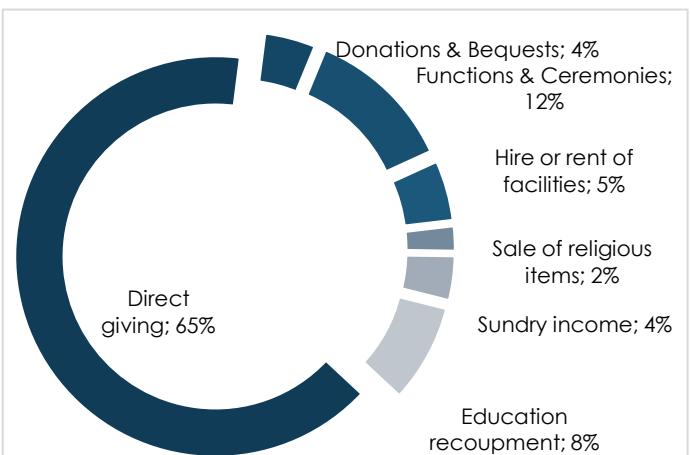 Donations & Bequests; 4%
Functions & Ceremonies;
12%
Hire or rent of
facilities; 5%
Sale of religious
items; 2%
Direct
giving; 65%
Sundry income; 4%
Education
recoupment; 8%